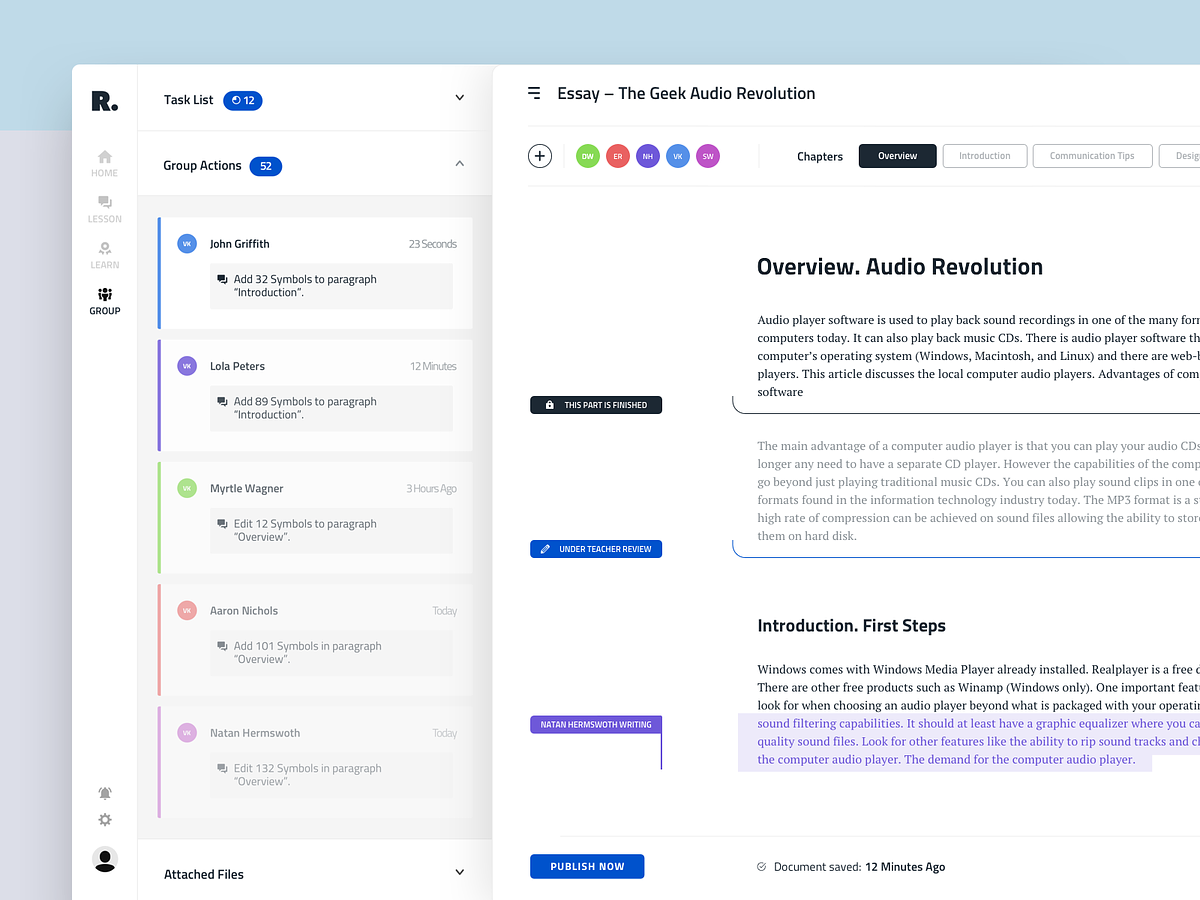 R.
HOME
LESSON
LEARN
GROUP
Task List 12
Group Actions 52
VK John Griffith 23 Seconds
Add 32 Symbols to paragraph
“Introduction”.
VK Lola Peters 12 Minutes
Add 89 Symbols to paragraph
“Introduction”.
VK Myrtle Wagner 3 Hours Ago
Edit 12 Symbols to paragraph
“Overview”.
VK Aaron Nichols Today
Add 101 Symbols in paragraph
“Overview”.
VK Natan Hermswoth Today
Edit 132 Symbols to paragraph
“Overview”.
Attached Files
Essay – The Geek Audio Revolution
DW ER NH VK SW
Chapters Overview Introduction Communication Tips
Overview. Audio Revolution
Audio player software is used to play back sound recordings in one of the many
computers today. It can also play back music CDs. There is audio player software
computer’s operating system (Windows, Macintosh, and Linux) and there are
players. This article discusses the local computer audio players. Advantages of
software
THIS PART IS FINISHED
The main advantage of a computer audio player is that you can play your audio CDs
longer any need to have a separate CD player. However the capabilities of the
go beyond just playing traditional music CDs. You can also play sound clips in one
formats found in the information technology industry today. The MP3 format is a
high rate of compression can be achieved on sound files allowing the ability to
them on hard disk.
UNDER TEACHER REVIEW
Introduction. First Steps
Windows comes with Windows Media Player already installed. Realplayer is a free
There are other free products such as Winamp (Windows only). One important
look for when choosing an audio player beyond what is packaged with your
sound filtering capabilities. It should at least have a graphic equalizer where you
quality sound files. Look for other features like the ability to rip sound tracks and
the computer audio player. The demand for the computer audio player.
NATAN HERMSWOTH WRITING
PUBLISH NOW
Document saved: 12 Minutes Ago